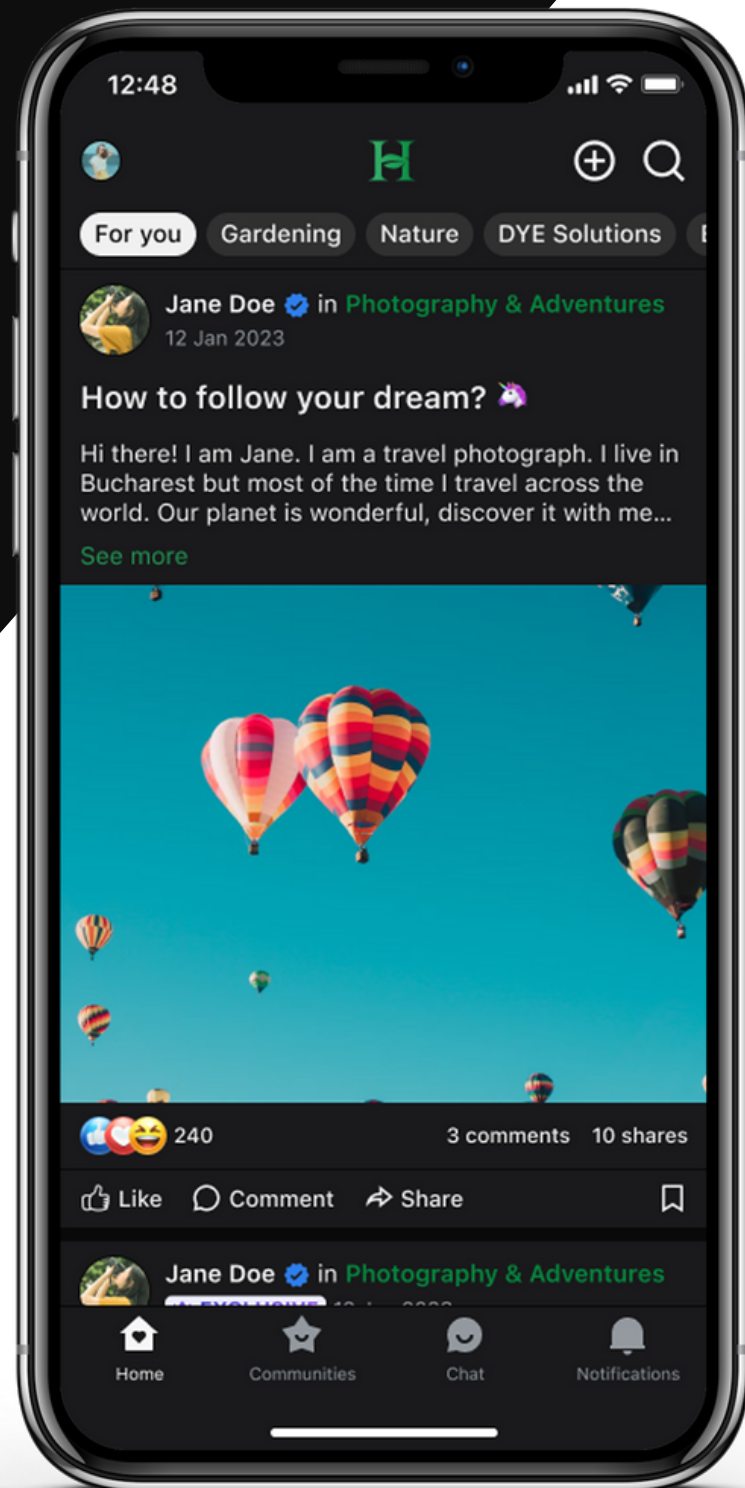 12:48
H
For you Gardening Nature DYE Solutions
Jane Doe in Photography & Adventures
12 Jan 2023
How to follow your dream? 🦄
Hi there! I am Jane. I am a travel photograph. I live in
Bucharest but most of the time I travel across the
world. Our planet is wonderful, discover it with me...
See more
240 3 comments 10 shares
Like Comment Share
Jane Doe in Photography & Adventures
Home Communities Chat Notifications